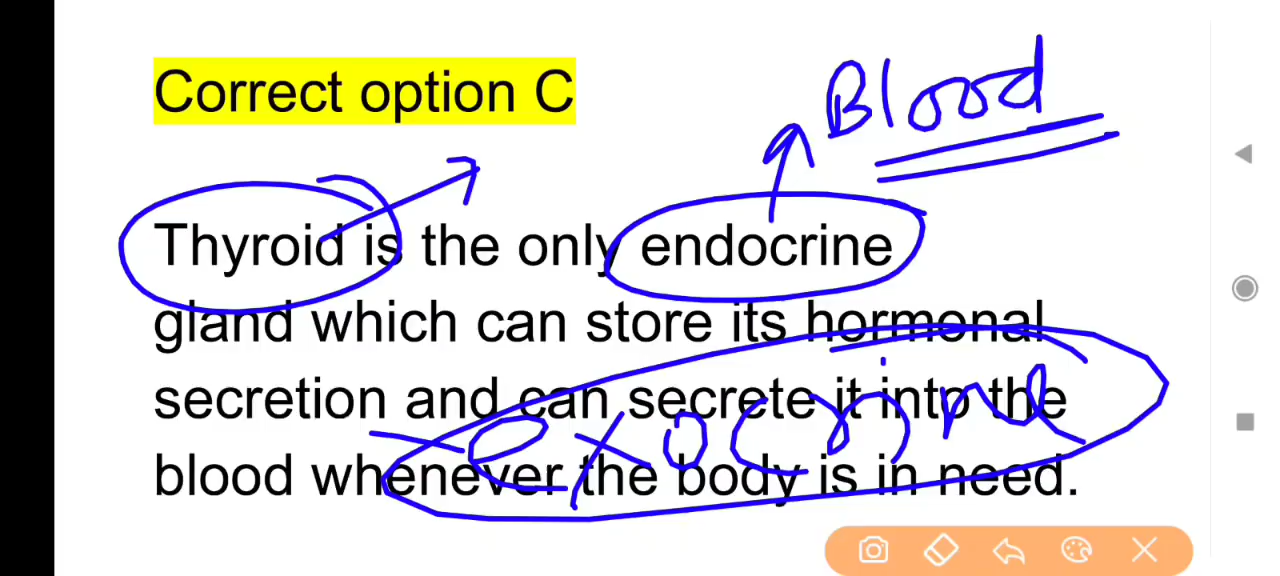 Correct option C
Blood
Thyroid is the only endocrine
gland which can store its hormonal
secretion and can secrete it into the
exocrine
blood whenever the body is in need.